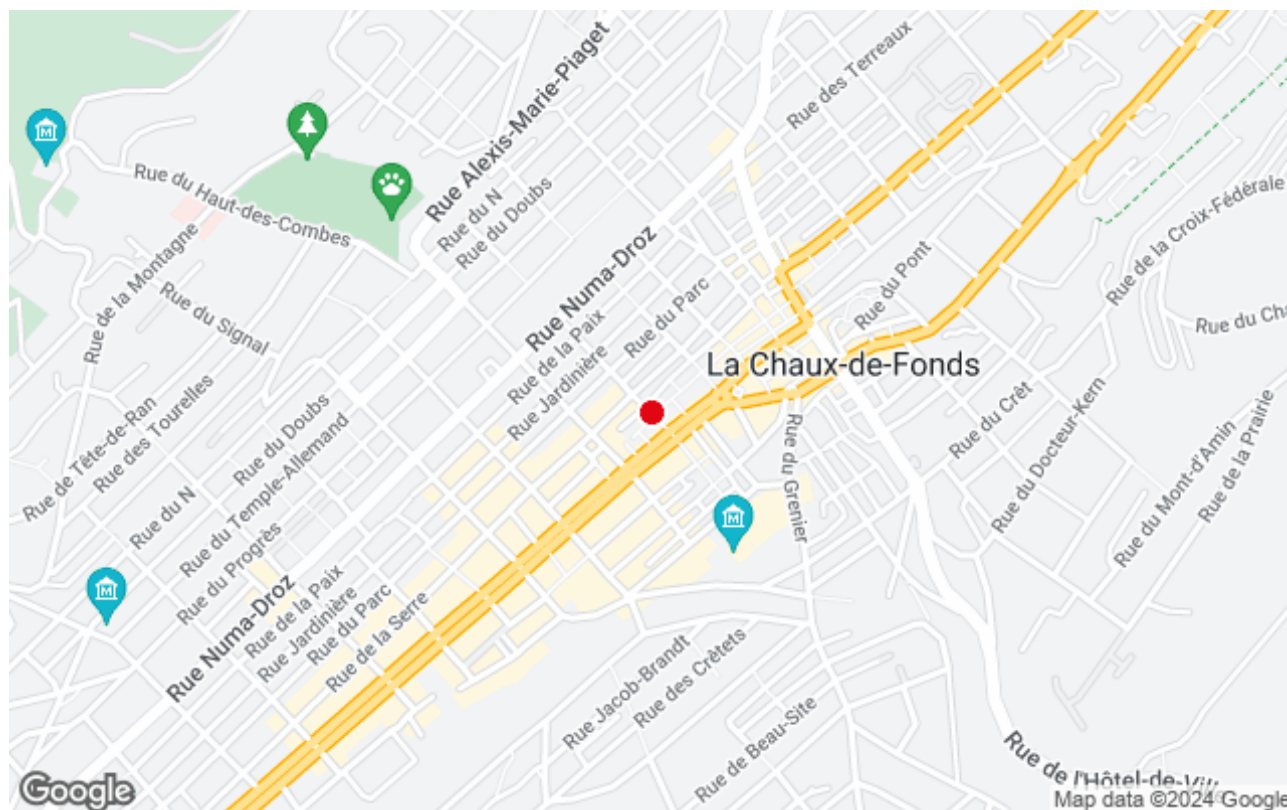 Rue des Terreaux
Rue Alexis-Marie-Piaget
Rue du N
Rue du Doubs
Rue du Haut-des-Combes
Rue de la Croix-Fédérale
Rue de la Montagne
Rue Numa-Droz
Rue du Pont
Rue du Parc
Rue du Signal
Rue de la Paix
Rue du Cha
Rue Jardinière
La Chaux-de-Fonds
Rue du Crêt
Rue du Docteur-Kern
Rue de Tête-de-Ran
Rue des Tourelles
Rue du Doubs
Rue du Grenier
Rue du Mont-d'Amin
Rue de la Prairie
Rue du N
Rue du Temple-Allemand
Rue du Progrès
Rue Numa-Droz
Rue de la Paix
Rue Jardinière
Rue du Parc
Rue de la Serre
Rue Jacob-Brandt
Rue des Crêtets
Rue de Beau-Site
Rue de l'Hôtel-de-Vill
Google
Map data ©2024 Google